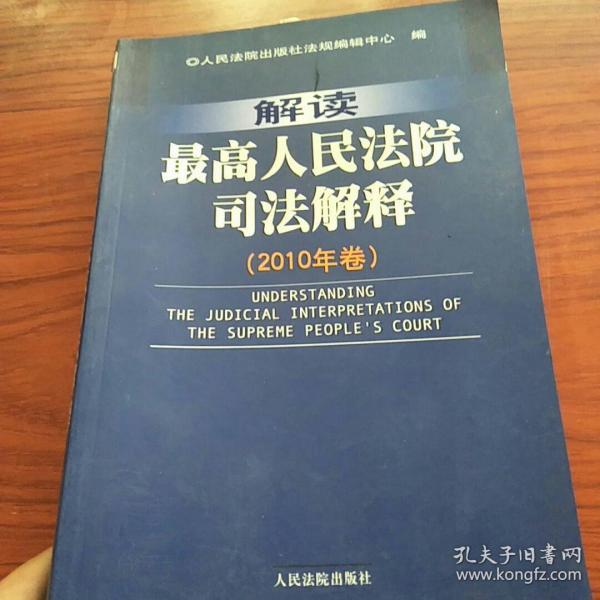 ◎人民法院出版社法规编辑中心 编
解读
最高人民法院
司法解释
（2010年卷）
UNDERSTANDING
THE JUDICIAL INTERPRETATIONS OF
THE SUPREME PEOPLE'S COURT
人民法院出版社
孔夫子旧书网
www.kongfz.com